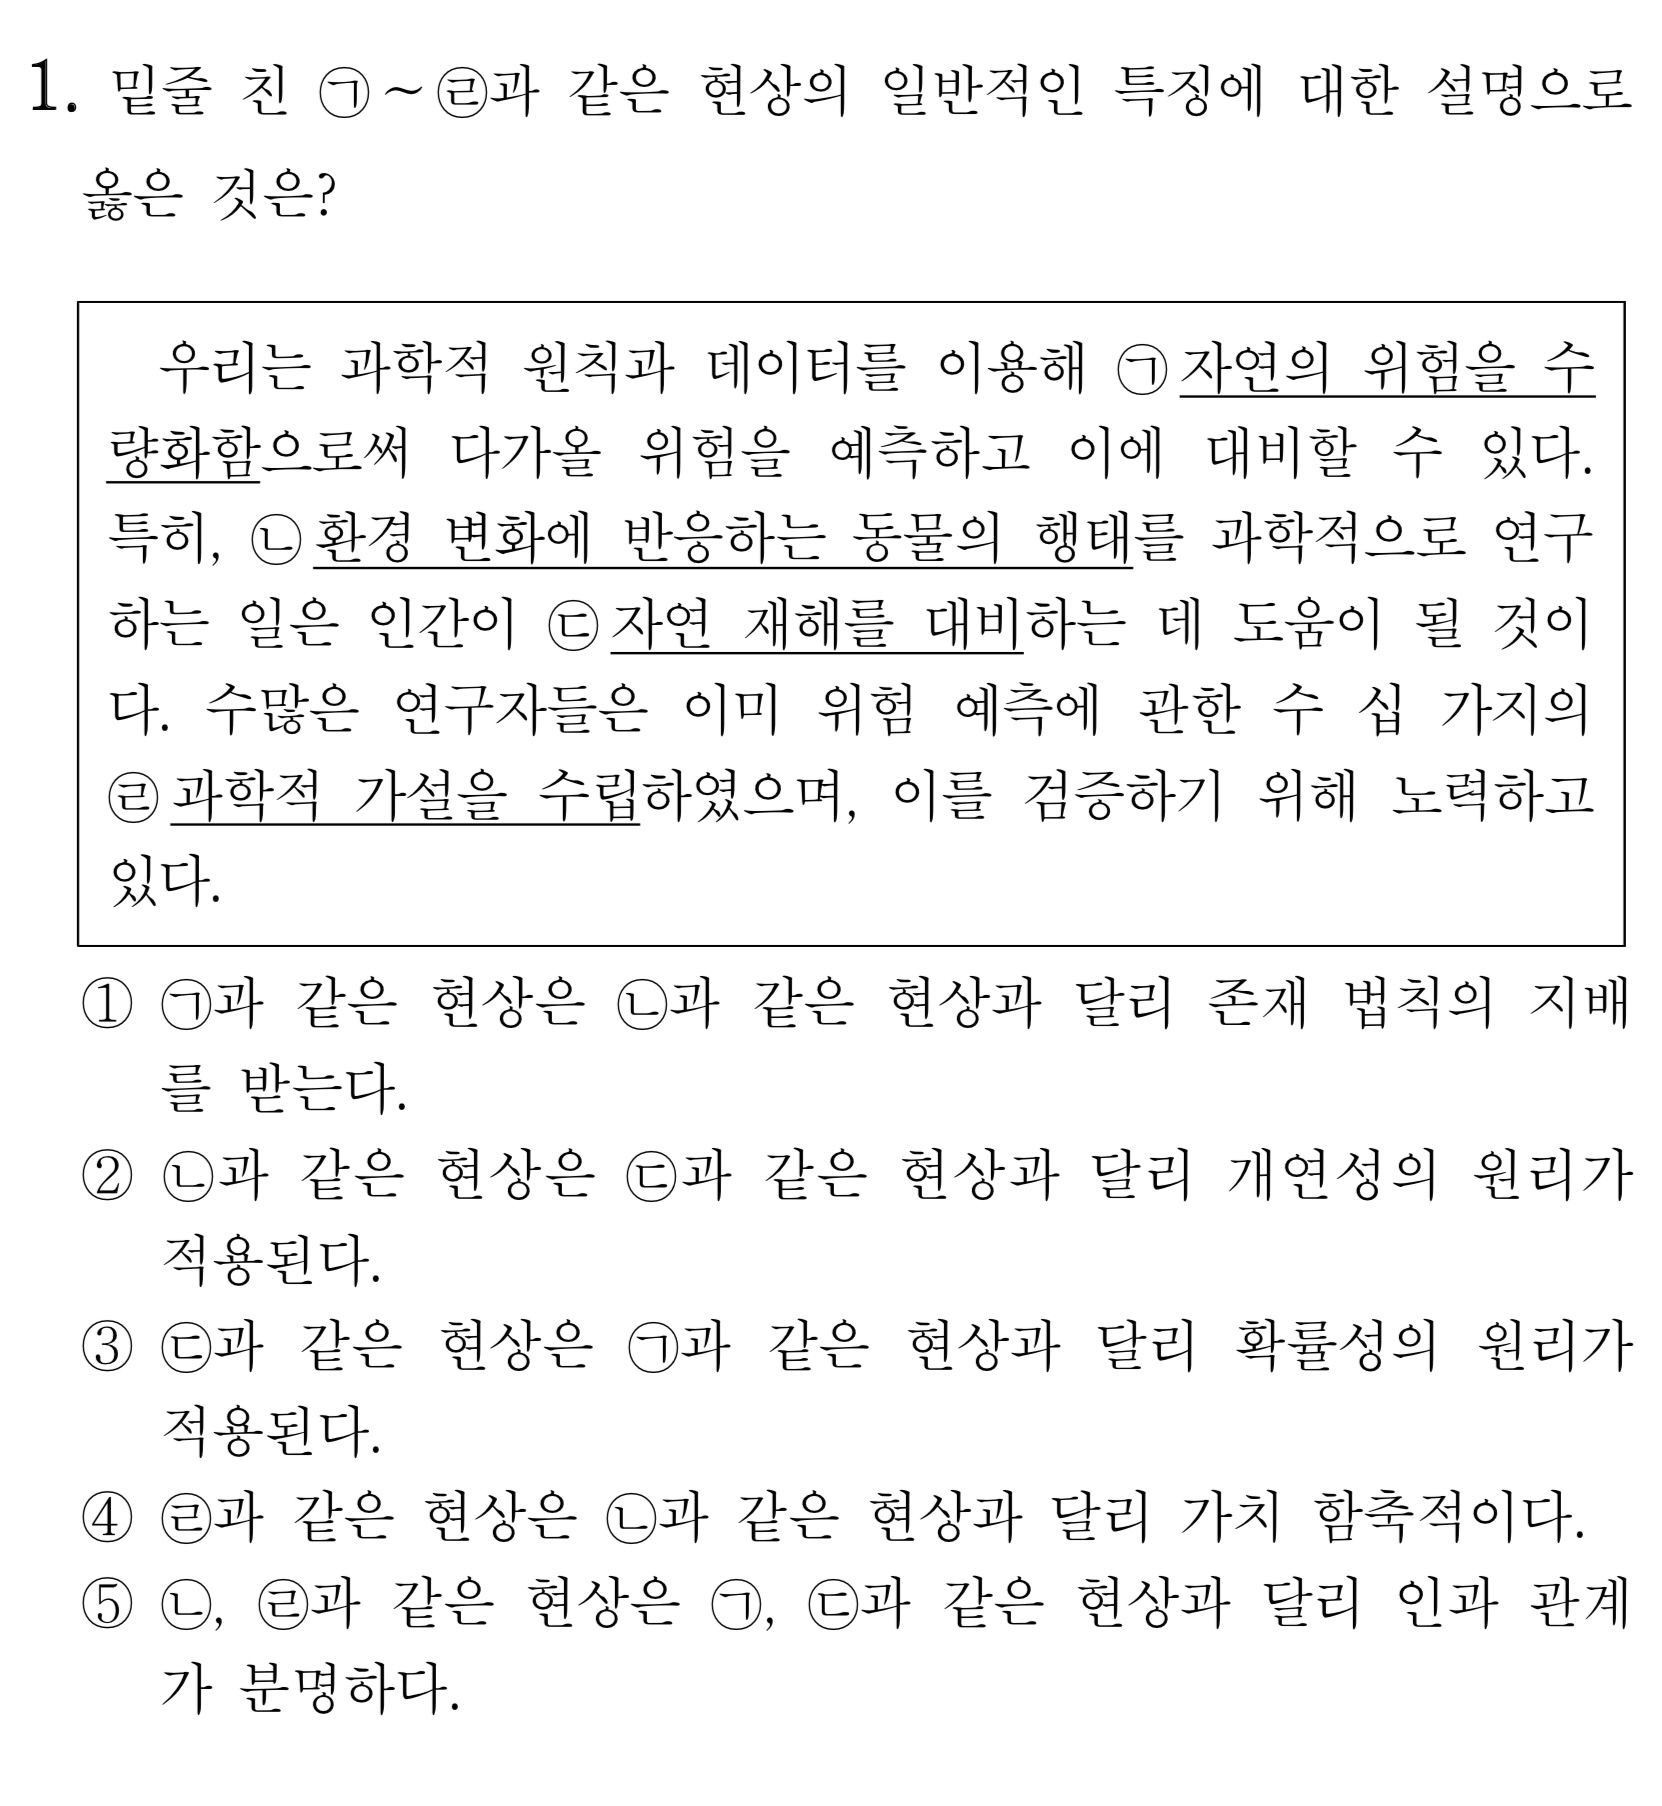 1. 밑줄 친 ㉠~㉣과 같은 현상의 일반적인 특징에 대한 설명으로
옳은 것은?
우리는 과학적 원칙과 데이터를 이용해 ㉠자연의 위험을 수
량화함으로써 다가올 위험을 예측하고 이에 대비할 수 있다.
특히, ㉡환경 변화에 반응하는 동물의 행태를 과학적으로 연구
하는 일은 인간이 ㉢자연 재해를 대비하는 데 도움이 될 것이
다. 수많은 연구자들은 이미 위험 예측에 관한 수 십 가지의
㉣과학적 가설을 수립하였으며, 이를 검증하기 위해 노력하고
있다.
① ㉠과 같은 현상은 ㉡과 같은 현상과 달리 존재 법칙의 지배
를 받는다.
② ㉡과 같은 현상은 ㉢과 같은 현상과 달리 개연성의 원리가
적용된다.
③ ㉢과 같은 현상은 ㉠과 같은 현상과 달리 확률성의 원리가
적용된다.
④ ㉣과 같은 현상은 ㉡과 같은 현상과 달리 가치 함축적이다.
⑤ ㉡, ㉣과 같은 현상은 ㉠, ㉢과 같은 현상과 달리 인과 관계
가 분명하다.